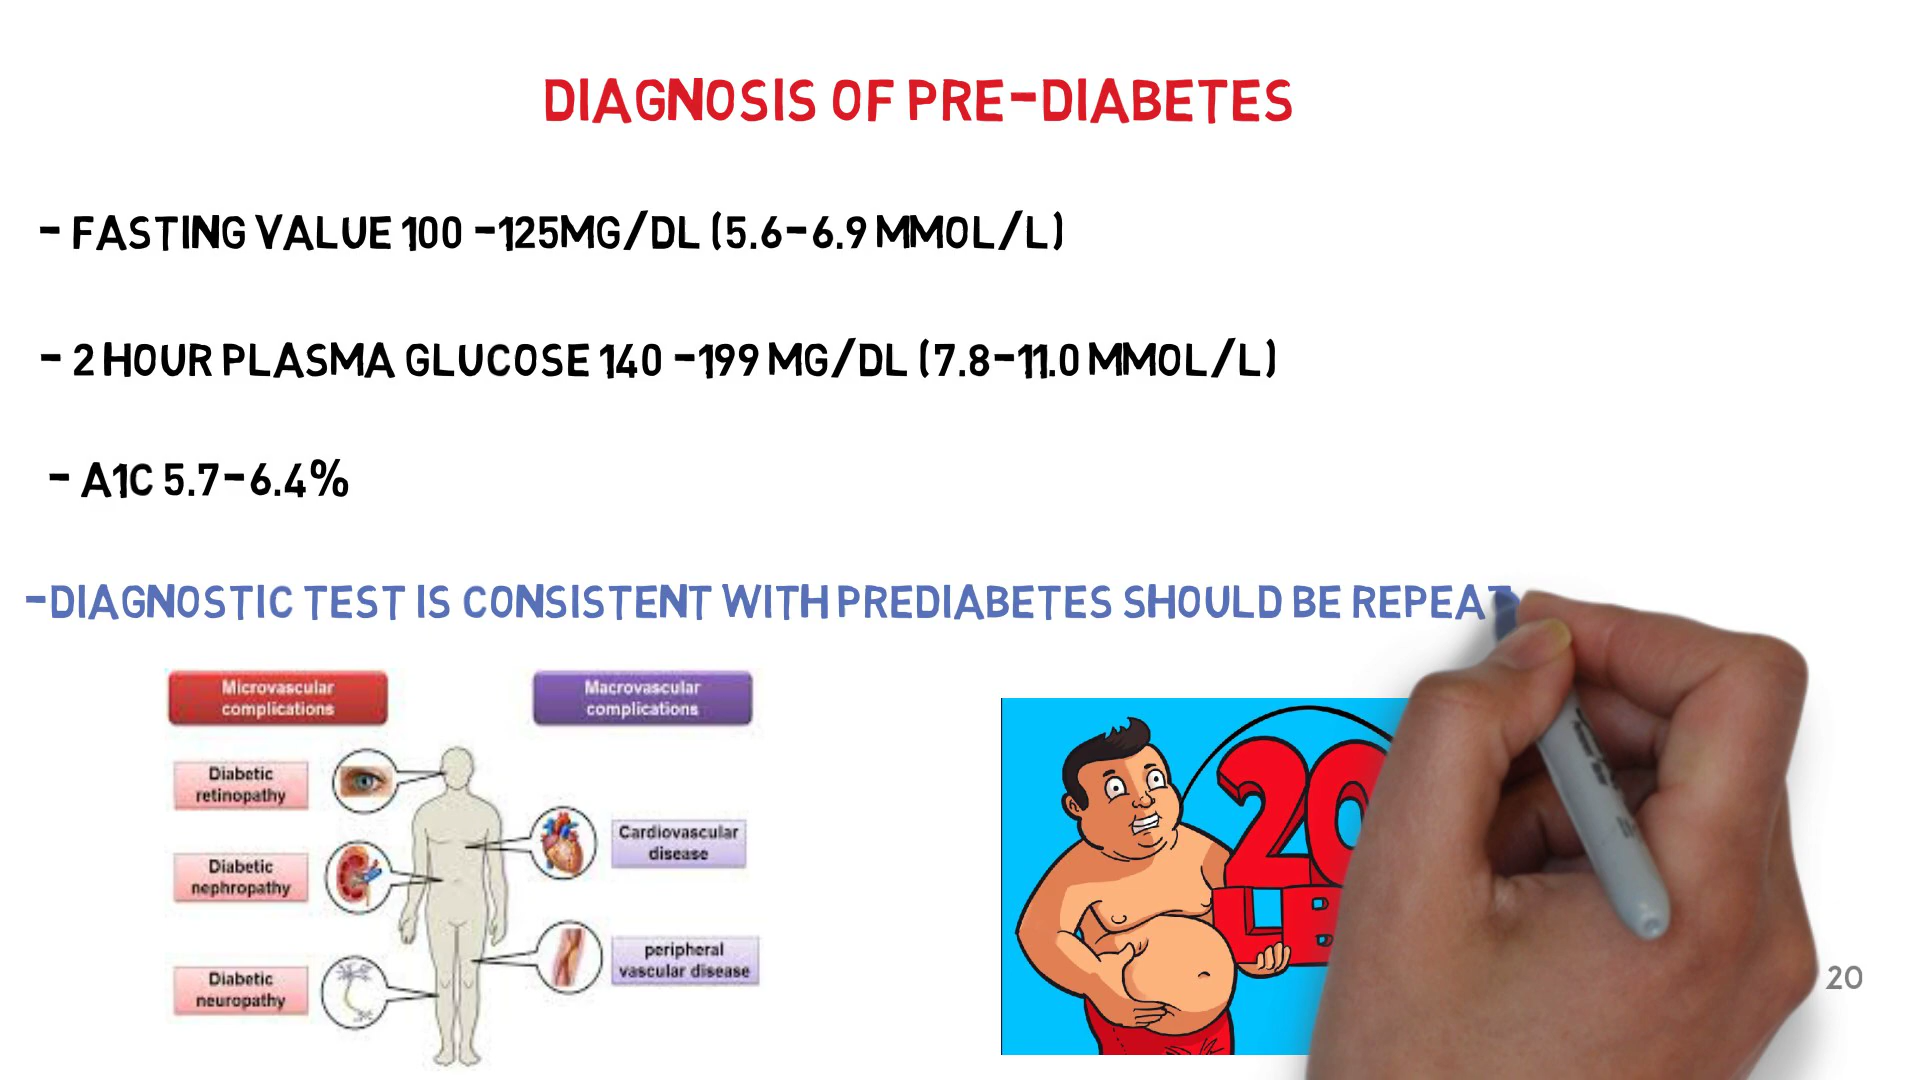 DIAGNOSIS OF PRE-DIABETES
- FASTING VALUE 100 -125MG/DL (5.6-6.9 MMOL/L)
- 2 HOUR PLASMA GLUCOSE 140 -199 MG/DL (7.8-11.0 MMOL/L)
- A1C 5.7-6.4%
-DIAGNOSTIC TEST IS CONSISTENT WITH PREDIABETES SHOULD BE REPEAT
Microvascular
complications
Macrovascular
complications
Diabetic
retinopathy
Cardiovascular
disease
Diabetic
nephropathy
peripheral
vascular disease
Diabetic
neuropathy
20
LB
20